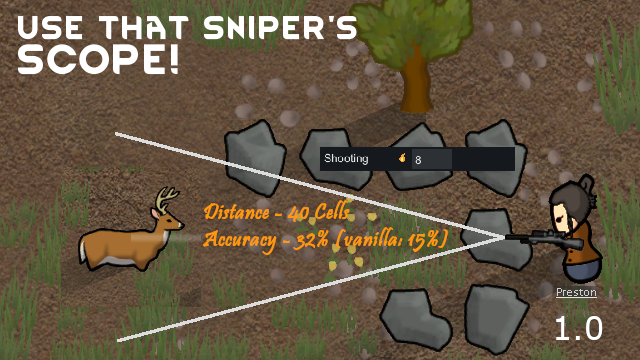 USE THAT SNIPER'S
SCOPE!
Shooting 8
Distance - 40 Cells
Accuracy - 32% (vanilla: 15%)
Preston
1.0